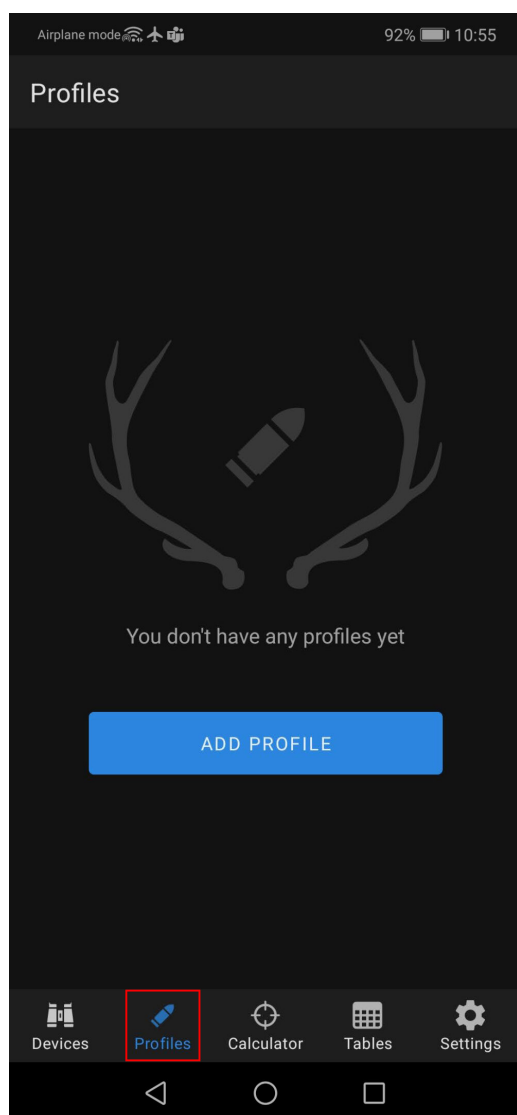 Airplane mode 92% 10:55
Profiles
You don't have any profiles yet
ADD PROFILE
Devices Profiles Calculator Tables Settings